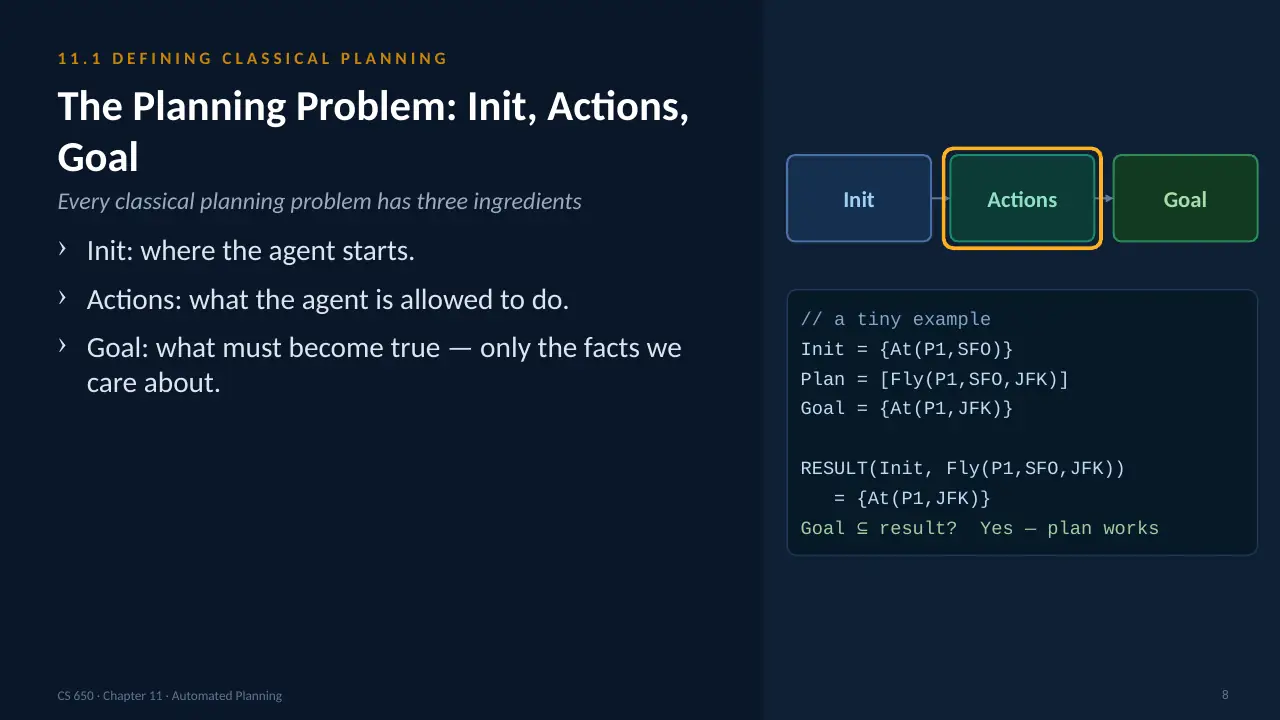 11.1 DEFINING CLASSICAL PLANNING
The Planning Problem: Init, Actions,
Goal
Every classical planning problem has three ingredients
› Init: where the agent starts.
› Actions: what the agent is allowed to do.
› Goal: what must become true — only the facts we
care about.
Init
Actions
Goal
// a tiny example
Init = {At(P1,SFO)}
Plan = [Fly(P1,SFO,JFK)]
Goal = {At(P1,JFK)}
RESULT(Init, Fly(P1,SFO,JFK))
   = {At(P1,JFK)}
Goal ⊆ result?  Yes — plan works
CS 650 · Chapter 11 · Automated Planning
8